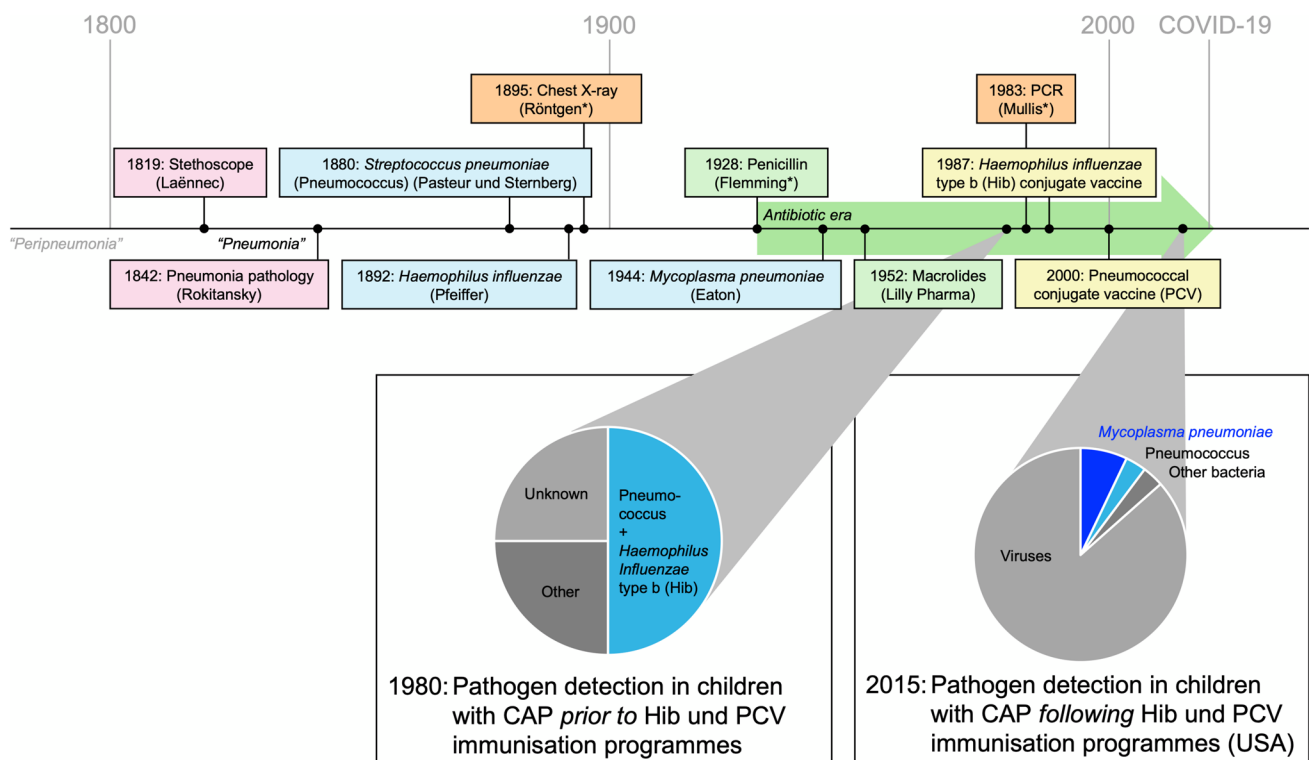 1800
1900
2000
COVID-19
1895: Chest X-ray
(Röntgen*)
1983: PCR
(Mullis*)
1819: Stethoscope
(Laënnec)
1880: Streptococcus pneumoniae
(Pneumococcus) (Pasteur und Sternberg)
1928: Penicillin
(Flemming*)
1987: Haemophilus influenzae
type b (Hib) conjugate vaccine
Antibiotic era
“Peripneumonia”
“Pneumonia”
1842: Pneumonia pathology
(Rokitansky)
1892: Haemophilus influenzae
(Pfeiffer)
1944: Mycoplasma pneumoniae
(Eaton)
1952: Macrolides
(Lilly Pharma)
2000: Pneumococcal
conjugate vaccine (PCV)
Unknown
Other
Pneumo-
coccus
+
Haemophilus
Influenzae
type b (Hib)
1980: Pathogen detection in children
with CAP prior to Hib und PCV
immunisation programmes
Mycoplasma pneumoniae
Pneumococcus
Other bacteria
Viruses
2015: Pathogen detection in children
with CAP following Hib und PCV
immunisation programmes (USA)